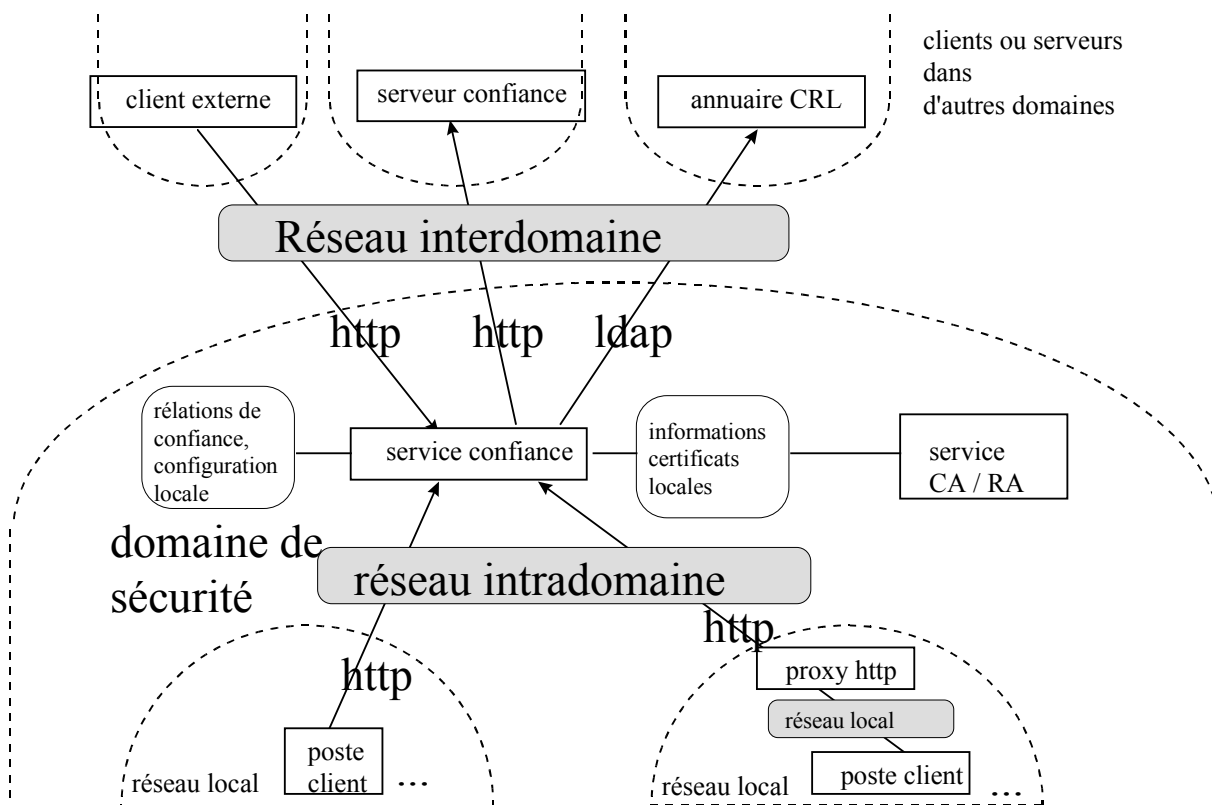 clients ou serveurs
dans
d'autres domaines
client externe
serveur confiance
annuaire CRL
Réseau interdomaine
http
http
ldap
rélations de
confiance,
configuration
locale
service confiance
informations
certificats
locales
service
CA / RA
domaine de
sécurité
réseau intradomaine
http
http
proxy http
réseau local
poste
client
...
réseau local
poste client
...
réseau local